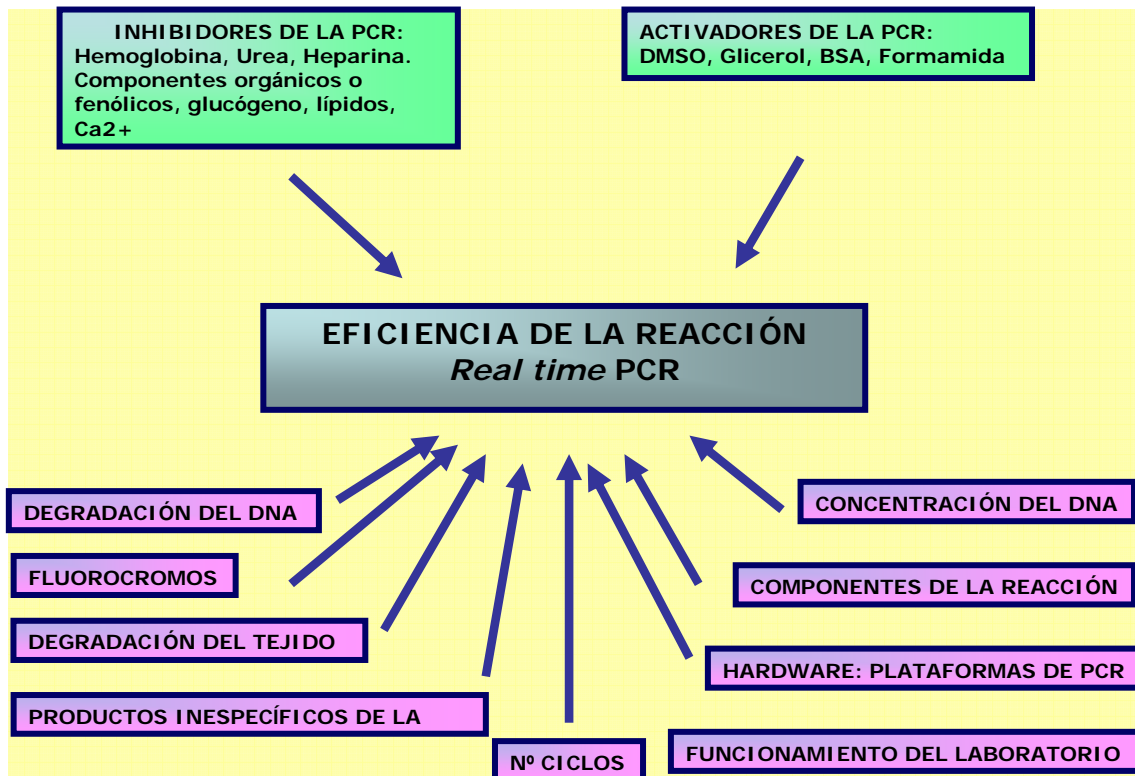 INHIBIDORES DE LA PCR:
Hemoglobina, Urea, Heparina.
Componentes orgánicos o
fenólicos, glucógeno, lípidos,
Ca2+
ACTIVADORES DE LA PCR:
DMSO, Glicerol, BSA, Formamida
EFICIENCIA DE LA REACCIÓN
Real time PCR
DEGRADACIÓN DEL DNA
FLUOROCROMOS
DEGRADACIÓN DEL TEJIDO
PRODUCTOS INESPECÍFICOS DE LA
Nº CICLOS
CONCENTRACIÓN DEL DNA
COMPONENTES DE LA REACCIÓN
HARDWARE: PLATAFORMAS DE PCR
FUNCIONAMIENTO DEL LABORATORIO